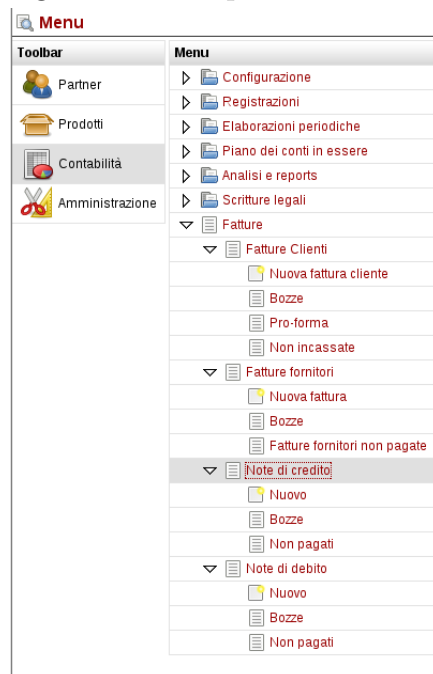 Menu
Toolbar
Partner
Prodotti
Contabilità
Amministrazione
Menu
Configurazione
Registrazioni
Elaborazioni periodiche
Piano dei conti in essere
Analisi e reports
Scritture legali
Fatture
Fatture Clienti
Nuova fattura cliente
Bozze
Pro-forma
Non incassate
Fatture fornitori
Nuova fattura
Bozze
Fatture fornitori non pagate
Note di credito
Nuovo
Bozze
Non pagati
Note di debito
Nuovo
Bozze
Non pagati